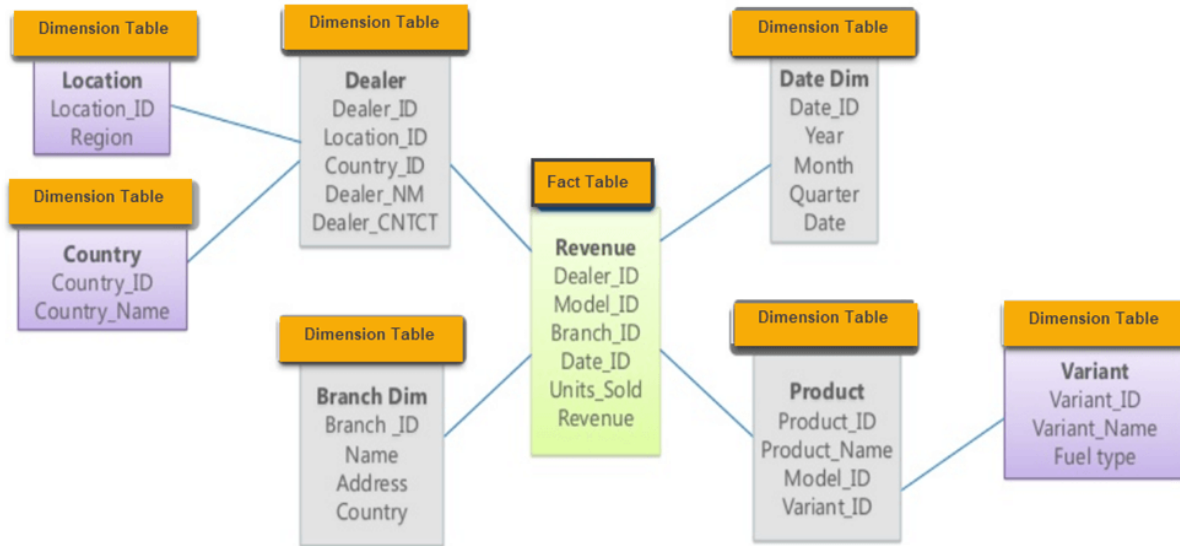 Dimension Table
Location
Location_ID
Region
Dimension Table
Dealer
Dealer_ID
Location_ID
Country_ID
Dealer_NM
Dealer_CNTCT
Dimension Table
Date Dim
Date_ID
Year
Month
Quarter
Date
Dimension Table
Country
Country_ID
Country_Name
Fact Table
Revenue
Dealer_ID
Model_ID
Branch_ID
Date_ID
Units_Sold
Revenue
Dimension Table
Branch Dim
Branch _ID
Name
Address
Country
Dimension Table
Product
Product_ID
Product_Name
Model_ID
Variant_ID
Dimension Table
Variant
Variant_ID
Variant_Name
Fuel type